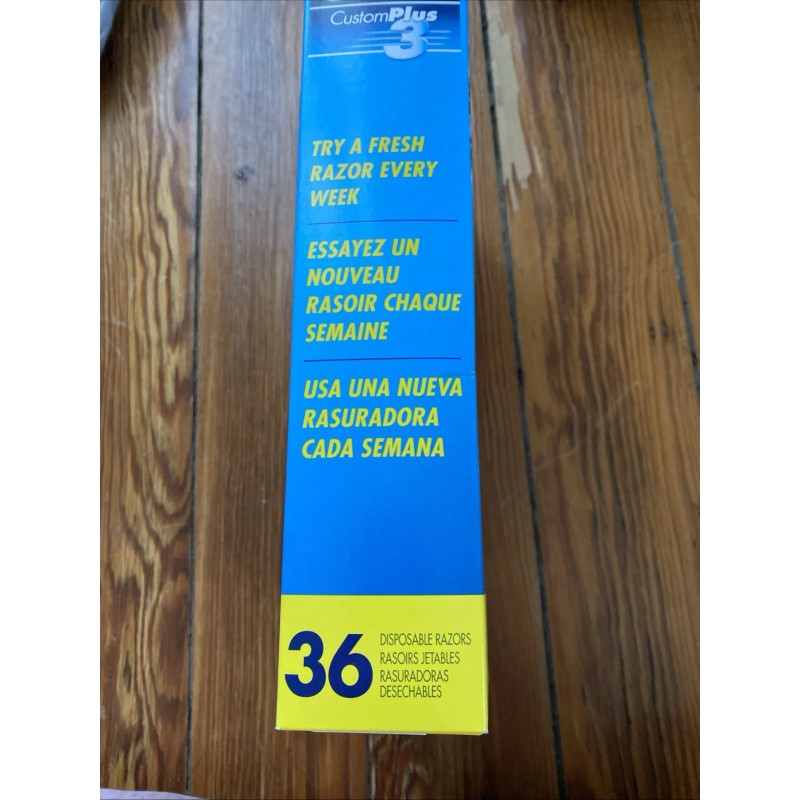 CustomPlus
3
TRY A FRESH
RAZOR EVERY
WEEK
ESSAYEZ UN
NOUVEAU
RASOIR CHAQUE
SEMAINE
USA UNA NUEVA
RASURADORA
CADA SEMANA
36
DISPOSABLE RAZORS
RASOIRS JETABLES
RASURADORAS
DESECHABLES